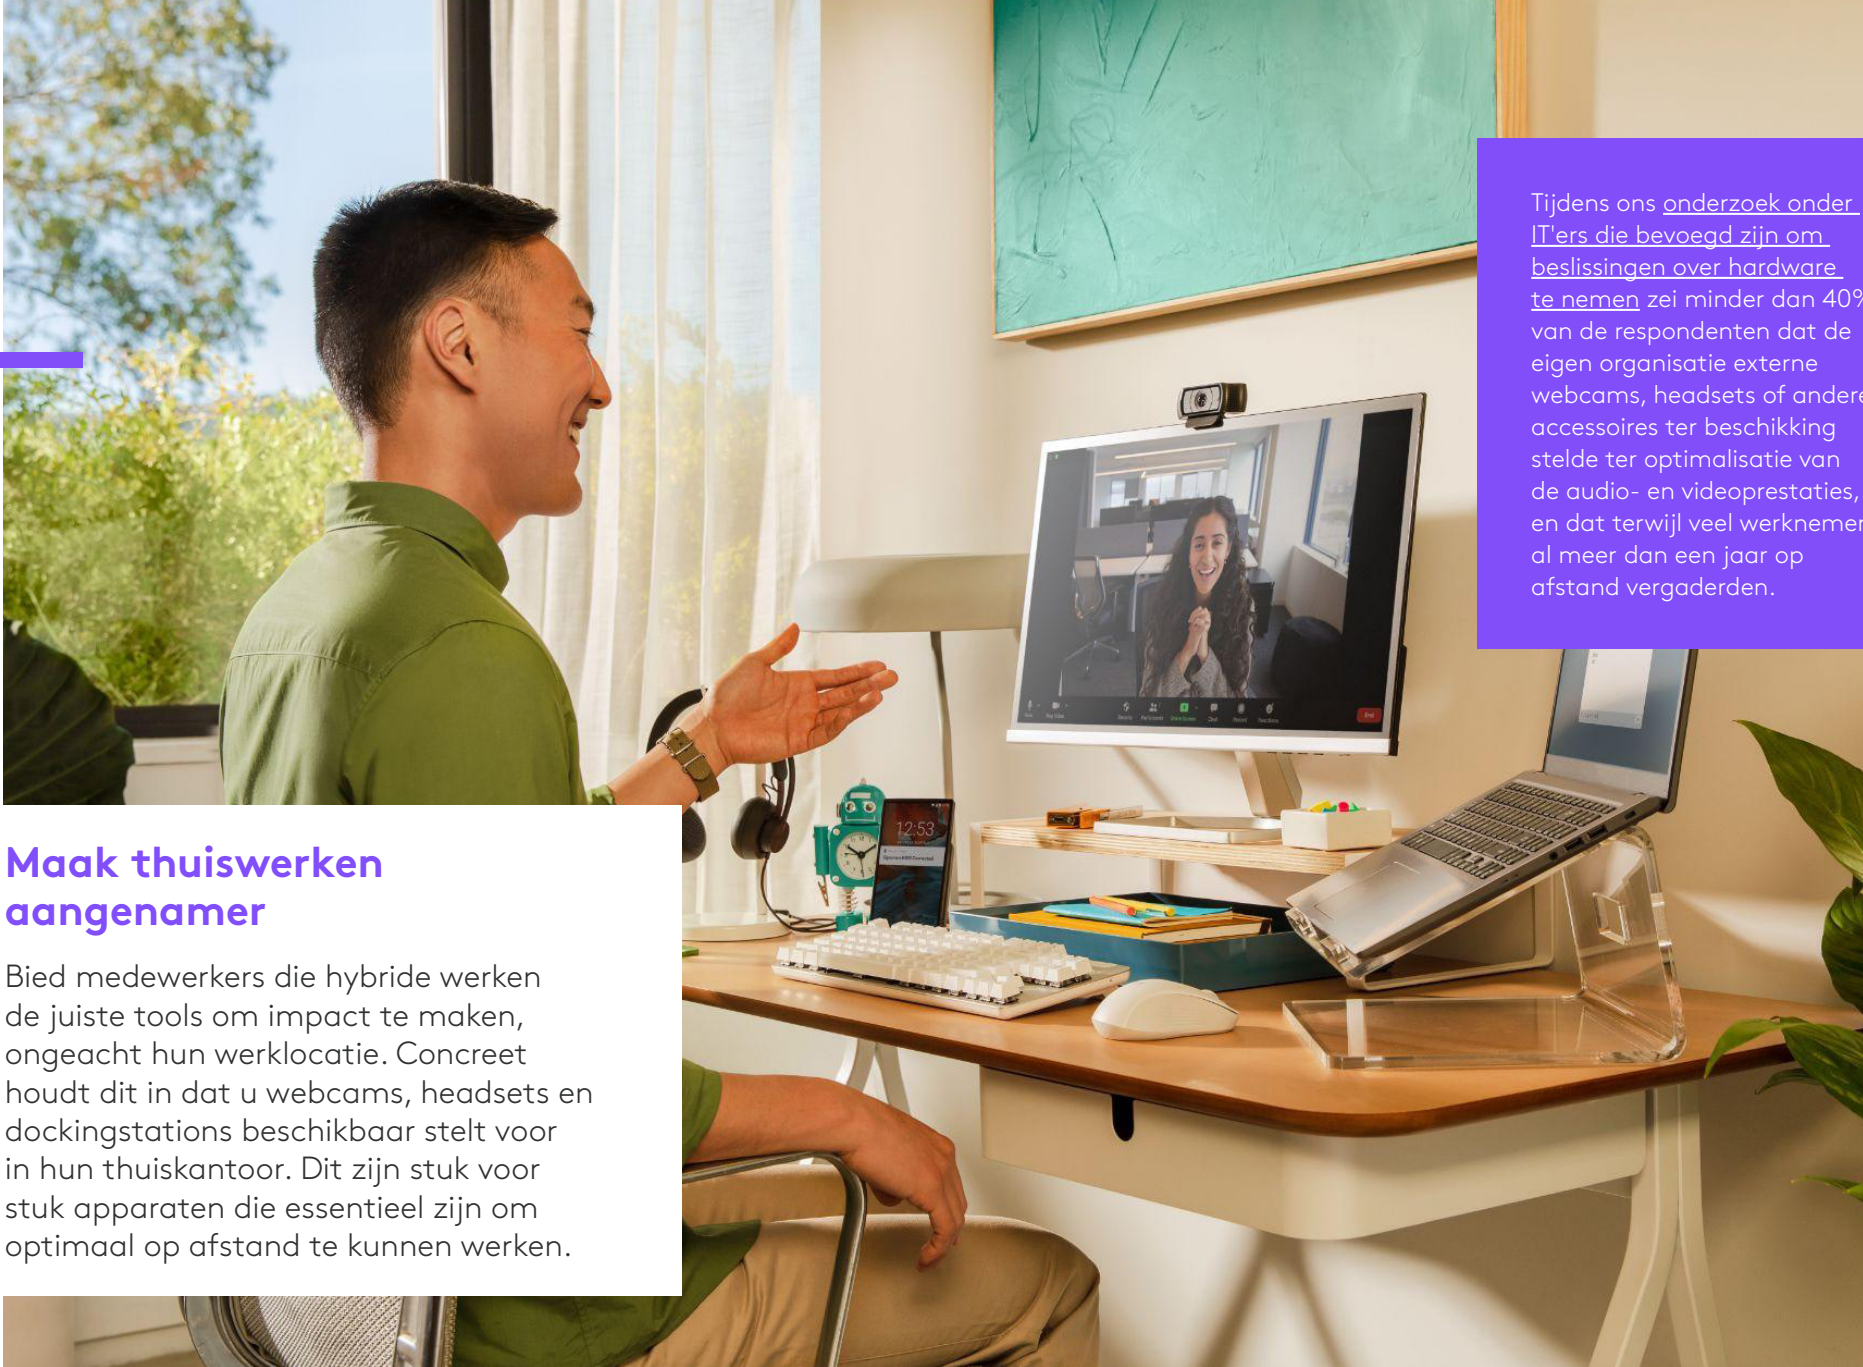 Tijdens ons onderzoek onder
IT'ers die bevoegd zijn om
beslissingen over hardware
te nemen zei minder dan 40%
van de respondenten dat de
eigen organisatie externe
webcams, headsets of andere
accessoires ter beschikking
stelde ter optimalisatie van
de audio- en videoprestaties,
en dat terwijl veel werknemer
al meer dan een jaar op
afstand vergaderden.
12:53
End
Maak thuiswerken
aangenamer
Bied medewerkers die hybride werken
de juiste tools om impact te maken,
ongeacht hun werklocatie. Concreet
houdt dit in dat u webcams, headsets en
dockingstations beschikbaar stelt voor
in hun thuiskantoor. Dit zijn stuk voor
stuk apparaten die essentieel zijn om
optimaal op afstand te kunnen werken.